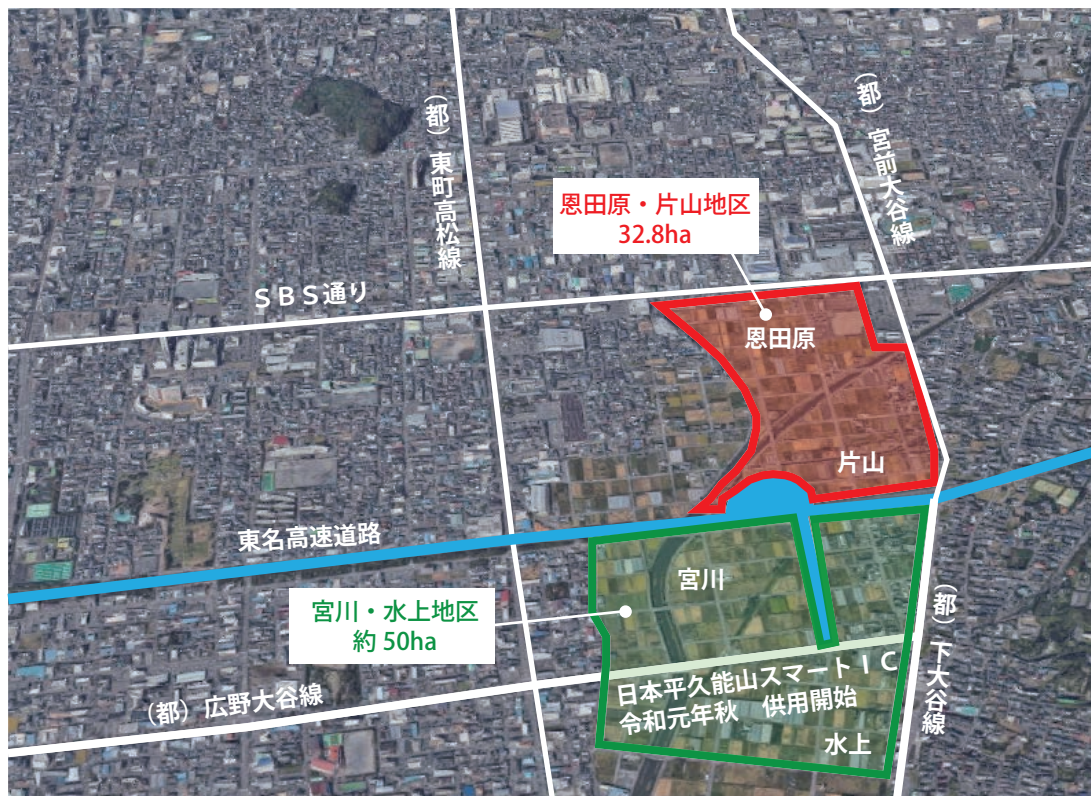 （都）東町高松線
（都）宮前大谷線
恩田原・片山地区
32.8ha
ＳＢＳ通り
恩田原
片山
東名高速道路
宮川
宮川・水上地区
約 50ha
（都）下大谷線
日本平久能山スマートＩＣ
令和元年秋　供用開始
（都）広野大谷線
水上